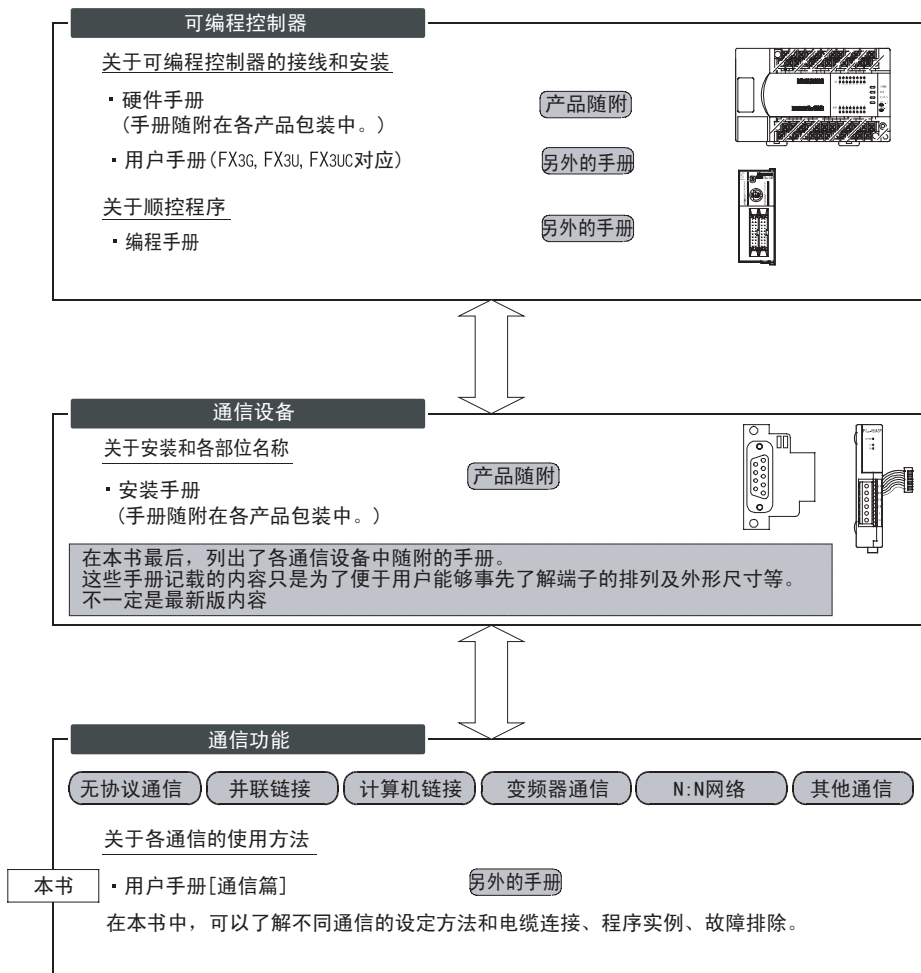 可编程控制器
关于可编程控制器的接线和安装
▪ 硬件手册
(手册随附在各产品包装中。)
产品随附
▪ 用户手册(FX3G, FX3U, FX3UC对应)
另外的手册
关于顺控程序
▪ 编程手册
另外的手册
通信设备
关于安装和各部位名称
▪ 安装手册
(手册随附在各产品包装中。)
产品随附
在本书最后，列出了各通信设备中随附的手册。
这些手册记载的内容只是为了便于用户能够事先了解端子的排列及外形尺寸等。
不一定是最新版内容
通信功能
无协议通信 并联链接 计算机链接 变频器通信 N:N网络 其他通信
关于各通信的使用方法
本书
▪ 用户手册[通信篇]
另外的手册
在本书中，可以了解不同通信的设定方法和电缆连接、程序实例、故障排除。